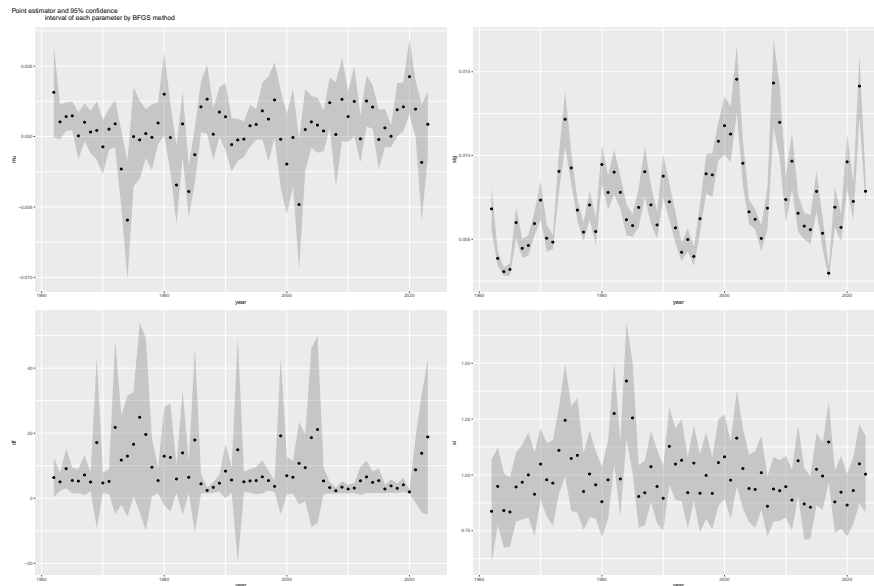 Point estimator and 95% confidence
interval of each parameter by BFGS method
0.005
0.000
−0.005
−0.010
mu
1960 1980 2000 2020
year
0.015
0.010
0.005
sig
1960 1980 2000 2020
year
40
20
0
−20
df
1960 1980 2000 2020
year
1.50
1.25
1.00
0.75
xi
1960 1980 2000 2020
year